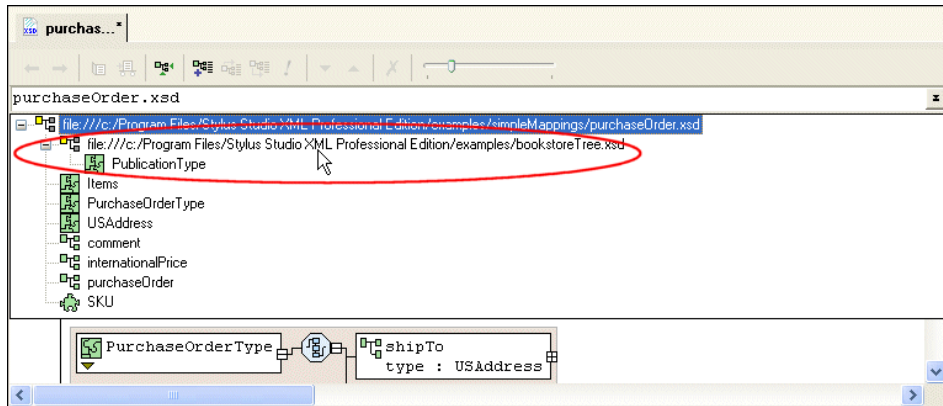 XSD purchas...*
purchaseOrder.xsd
file:///c:/Program Files/Stylus Studio XML Professional Edition/examples/simpleMappings/purchaseOrder.xsd
file:///c:/Program Files/Stylus Studio XML Professional Edition/examples/bookstoreTree.xsd
PublicationType
Items
PurchaseOrderType
USAddress
comment
internationalPrice
purchaseOrder
SKU
PurchaseOrderType shipTo
type : USAddress